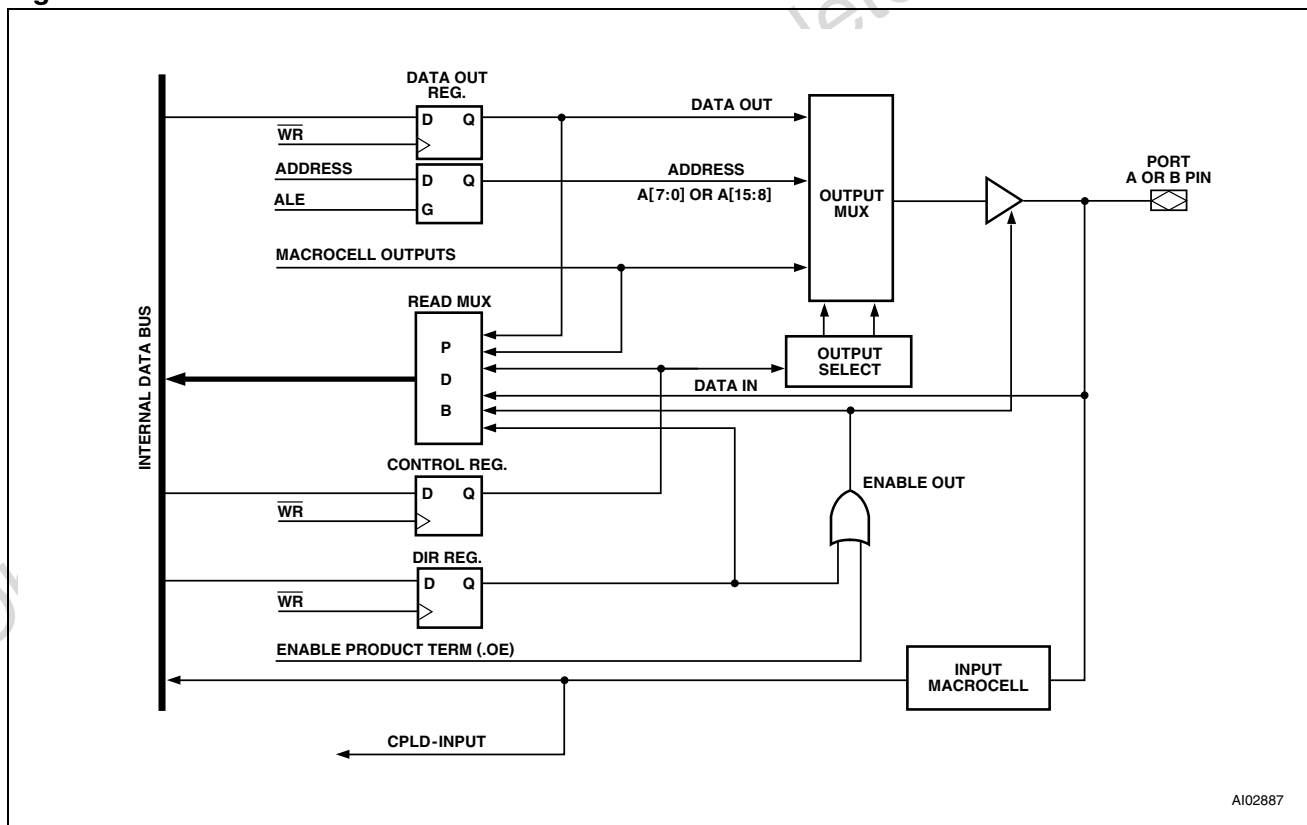 DATA OUT
REG.
D Q
WR
DATA OUT
ADDRESS
ALE
D Q
G
ADDRESS
A[7:0] OR A[15:8]
OUTPUT
MUX
PORT
A OR B PIN
MACROCELL OUTPUTS
READ MUX
P
D
B
OUTPUT
SELECT
DATA IN
INTERNAL DATA BUS
CONTROL REG.
D Q
WR
ENABLE OUT
DIR REG.
D Q
WR
ENABLE PRODUCT TERM (.OE)
INPUT
MACROCELL
CPLD-INPUT
AI02887